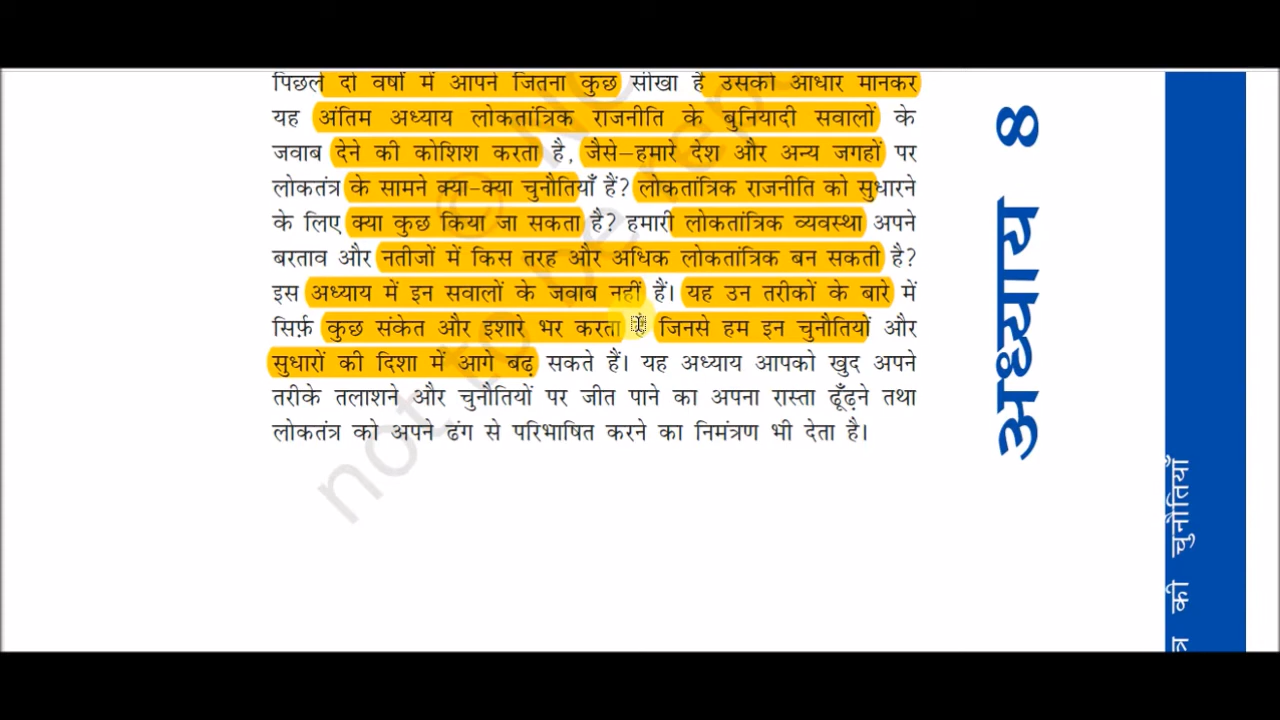 पिछले दो वर्षों में आपने जितना कुछ सीखा है उसको आधार मानकर
यह अंतिम अध्याय लोकतांत्रिक राजनीति के बुनियादी सवालों के
जवाब देने की कोशिश करता है, जैसे–हमारे देश और अन्य जगहों पर
लोकतंत्र के सामने क्या-क्या चुनौतियाँ हैं? लोकतांत्रिक राजनीति को सुधारने
के लिए क्या कुछ किया जा सकता है? हमारी लोकतांत्रिक व्यवस्था अपने
बरताव और नतीजों में किस तरह और अधिक लोकतांत्रिक बन सकती है?
इस अध्याय में इन सवालों के जवाब नहीं हैं। यह उन तरीकों के बारे में
सिर्फ़ कुछ संकेत और इशारे भर करता है जिनसे हम इन चुनौतियों और
सुधारों की दिशा में आगे बढ़ सकते हैं। यह अध्याय आपको खुद अपने
तरीके तलाशने और चुनौतियों पर जीत पाने का अपना रास्ता ढूँढ़ने तथा
लोकतंत्र को अपने ढंग से परिभाषित करने का निमंत्रण भी देता है।
अध्याय 8
की चुनौतियाँ
not to be